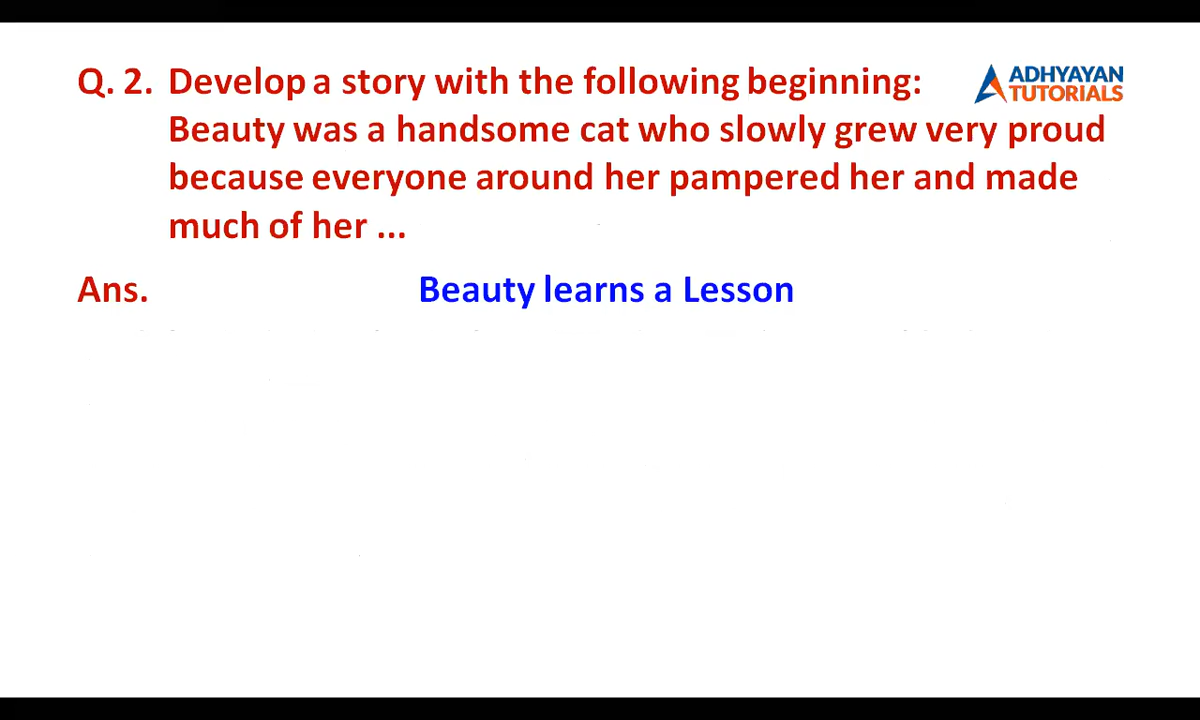 Q. 2. Develop a story with the following beginning:
ADHYAYAN
TUTORIALS
Beauty was a handsome cat who slowly grew very proud
because everyone around her pampered her and made
much of her ...
Ans. Beauty learns a Lesson